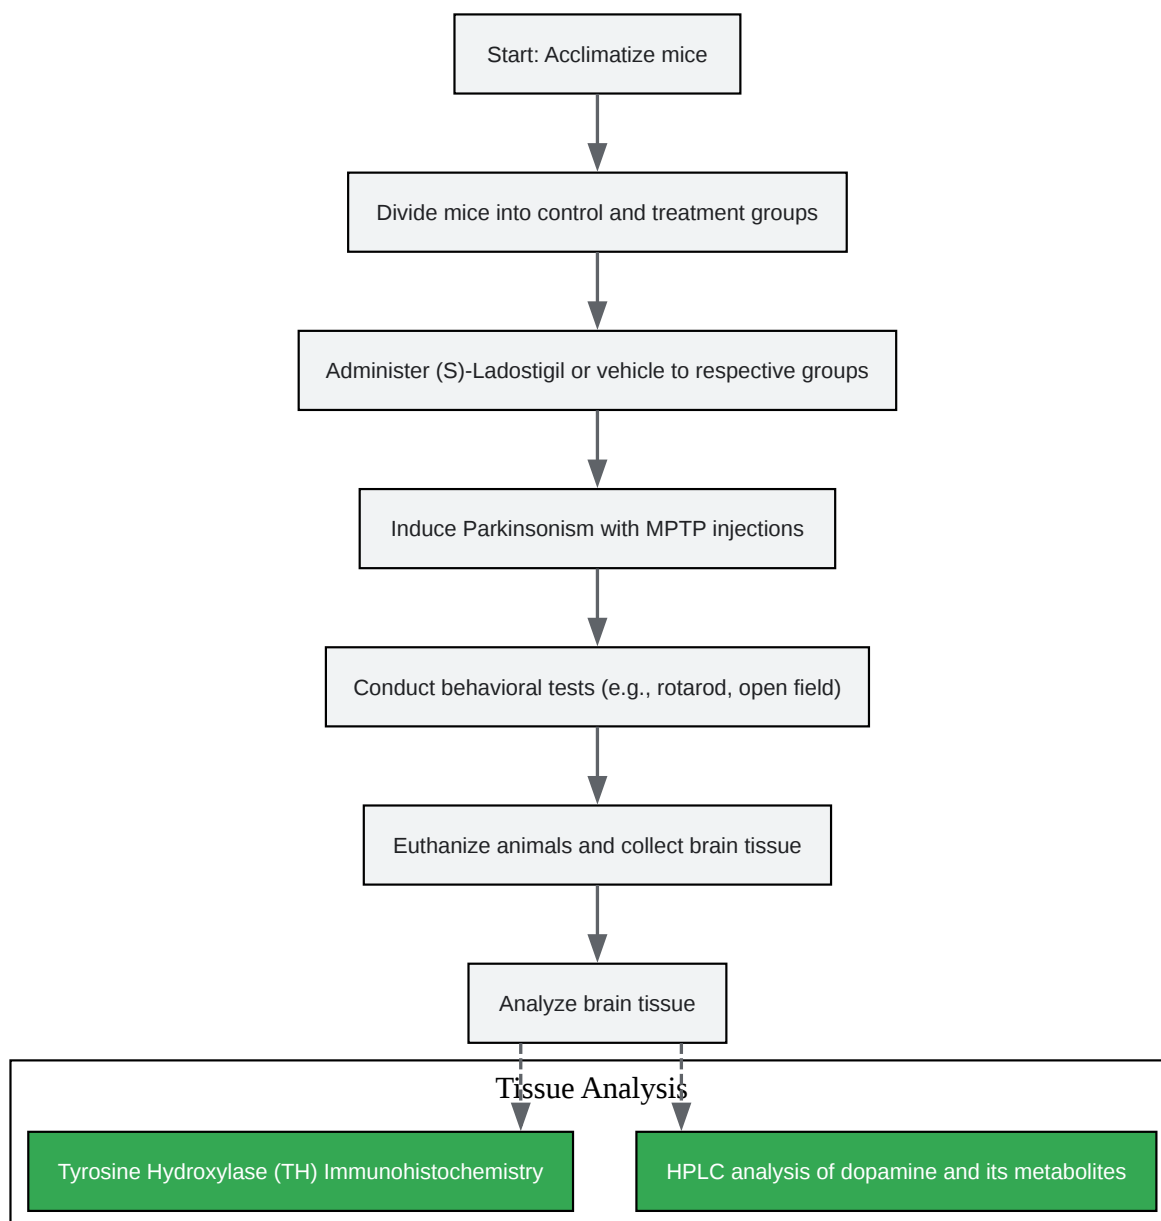 Start: Acclimatize mice
Divide mice into control and treatment groups
Administer (S)-Ladostigil or vehicle to respective groups
Induce Parkinsonism with MPTP injections
Conduct behavioral tests (e.g., rotarod, open field)
Euthanize animals and collect brain tissue
Analyze brain tissue
Tissue Analysis
Tyrosine Hydroxylase (TH) Immunohistochemistry
HPLC analysis of dopamine and its metabolites